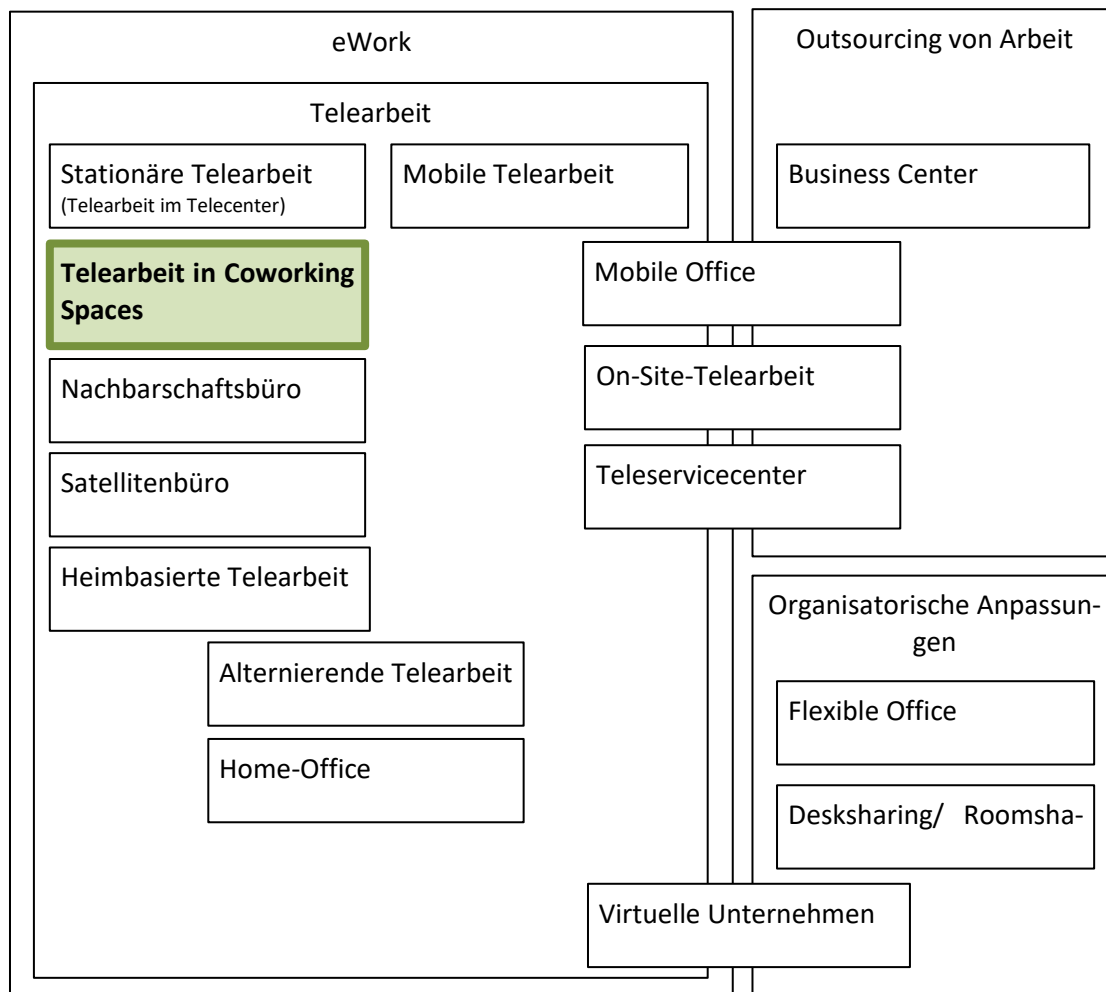 eWork
Outsourcing von Arbeit
Telearbeit
Stationäre Telearbeit
(Telearbeit im Telecenter)
Mobile Telearbeit
Business Center
Telearbeit in Coworking
Spaces
Mobile Office
Nachbarschaftsbüro
On-Site-Telearbeit
Satellitenbüro
Teleservicecenter
Heimbasierte Telearbeit
Organisatorische Anpassun-
gen
Alternierende Telearbeit
Flexible Office
Home-Office
Desksharing/ Roomsha-
Virtuelle Unternehmen